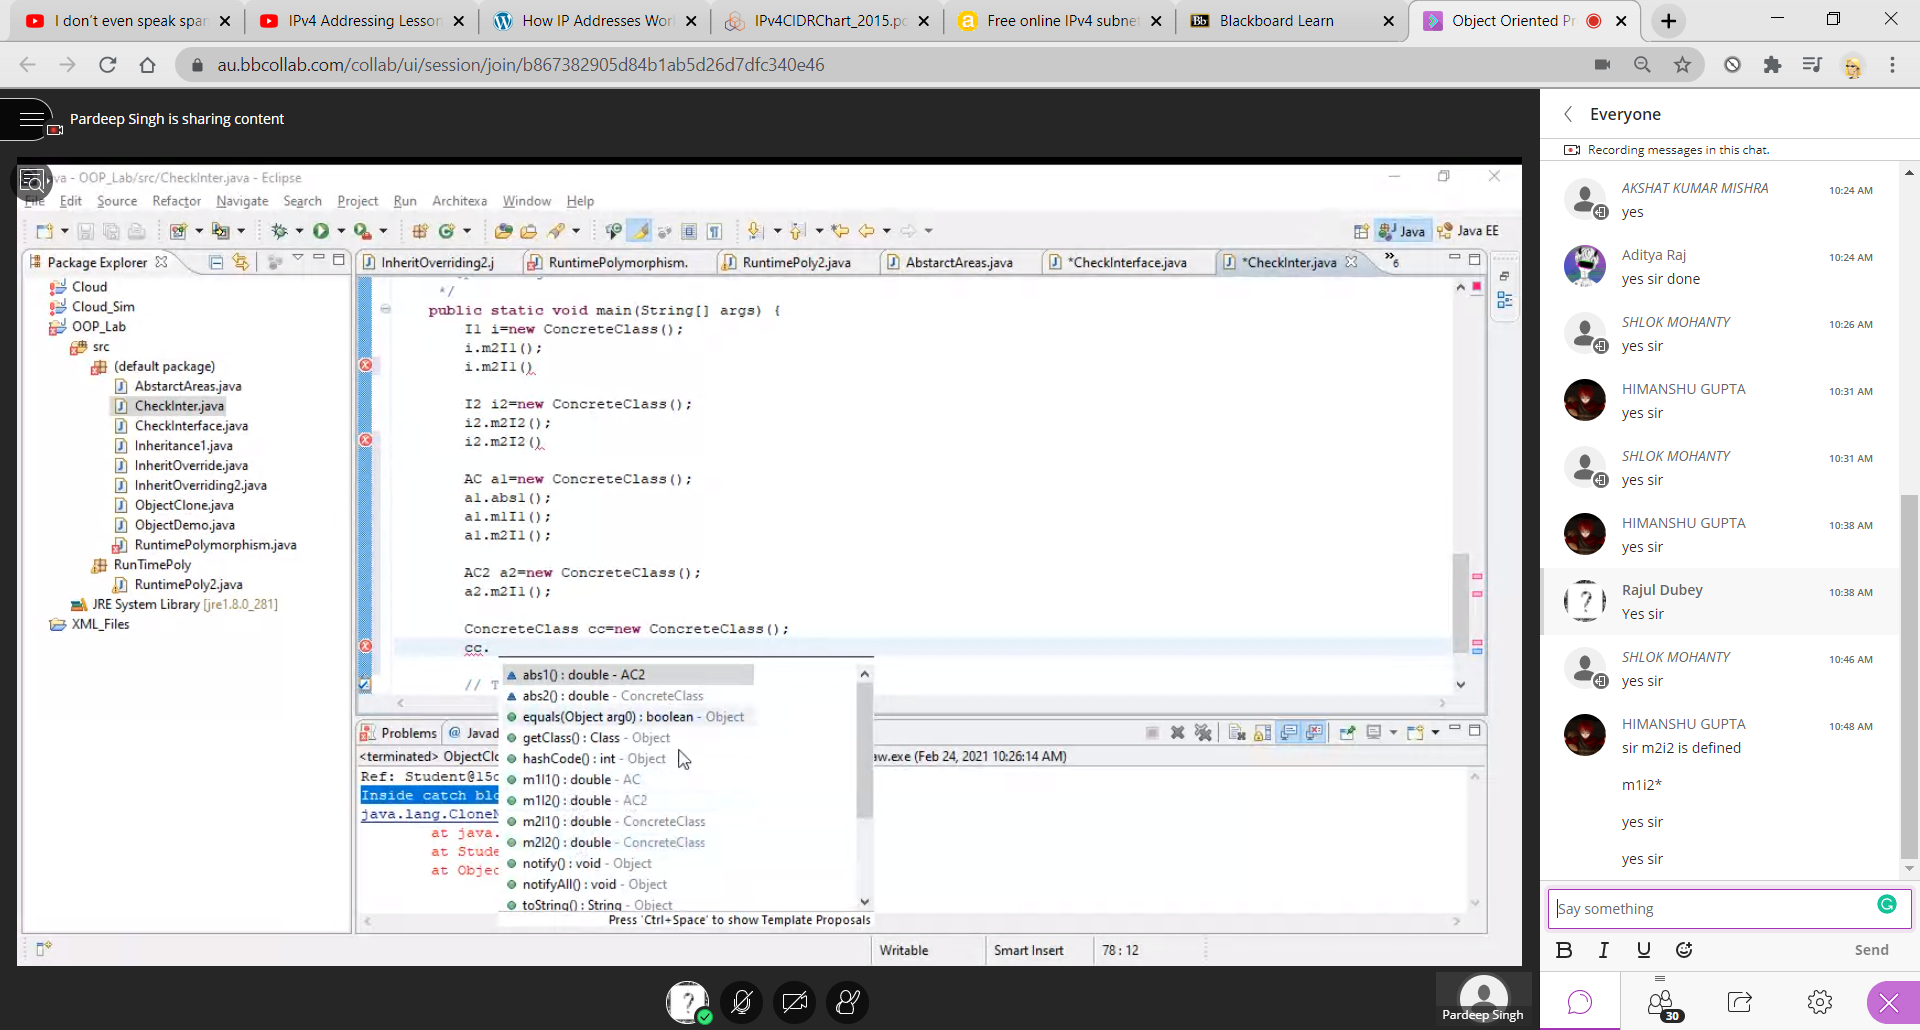 I don't even speak spa
IPv4 Addressing Lesson
How IP Addresses Wor
IPv4CIDRChart_2015.p
Free online IPv4 subne
Blackboard Learn
Object Oriented Pr
au.bbcollab.com/collab/ui/session/join/b867382905d84b1ab5d26d7dfc340e46
Pardeep Singh is sharing content
va - OOP_Lab/src/CheckInter.java - Eclipse
File Edit Source Refactor Navigate Search Project Run Architexa Window Help
Java
Java EE
Package Explorer
Cloud
Cloud_Sim
OOP_Lab
src
(default package)
AbstarctAreas.java
CheckInter.java
CheckInterface.java
Inheritance1.java
InheritOverride.java
InheritOverriding2.java
ObjectClone.java
ObjectDemo.java
RuntimePolymorphism.java
RunTimePoly
RuntimePoly2.java
JRE System Library [jre1.8.0_281]
XML_Files
InheritOverriding2.j
RuntimePolymorphism.
RuntimePoly2.java
AbstarctAreas.java
*CheckInterface.java
*CheckInter.java
»6
*/
public static void main(String[] args) {
I1 i=new ConcreteClass();
i.m2I1();
i.m2I1()
I2 i2=new ConcreteClass();
i2.m2I2();
i2.m2I2()
AC a1=new ConcreteClass();
a1.abs1();
a1.m1I1();
a1.m2I1();
AC2 a2=new ConcreteClass();
a2.m2I1();
ConcreteClass cc=new ConcreteClass();
cc.
// T
abs1() : double - AC2
abs2() : double - ConcreteClass
equals(Object arg0) : boolean - Object
getClass() : Class - Object
hashCode() : int - Object
m1I1() : double - AC
m1I2() : double - AC2
m2I1() : double - ConcreteClass
m2I2() : double - ConcreteClass
notify() : void - Object
notifyAll() : void - Object
toString() : String - Object
Press 'Ctrl+Space' to show Template Proposals
Problems
@ Javad
<terminated> ObjectClo
aw.exe (Feb 24, 2021 10:26:14 AM)
Ref: Student@15c
Inside catch blo
java.lang.CloneN
at java.
at Stude
at Objec
Writable
Smart Insert
78 : 12
Pardeep Singh
Everyone
Recording messages in this chat.
AKSHAT KUMAR MISHRA 10:24 AM
yes
Aditya Raj 10:24 AM
yes sir done
SHLOK MOHANTY 10:26 AM
yes sir
HIMANSHU GUPTA 10:31 AM
yes sir
SHLOK MOHANTY 10:31 AM
yes sir
HIMANSHU GUPTA 10:38 AM
yes sir
Rajul Dubey 10:38 AM
Yes sir
SHLOK MOHANTY 10:46 AM
yes sir
HIMANSHU GUPTA 10:48 AM
sir m2i2 is defined
m1i2*
yes sir
yes sir
Say something
B I U
Send
30